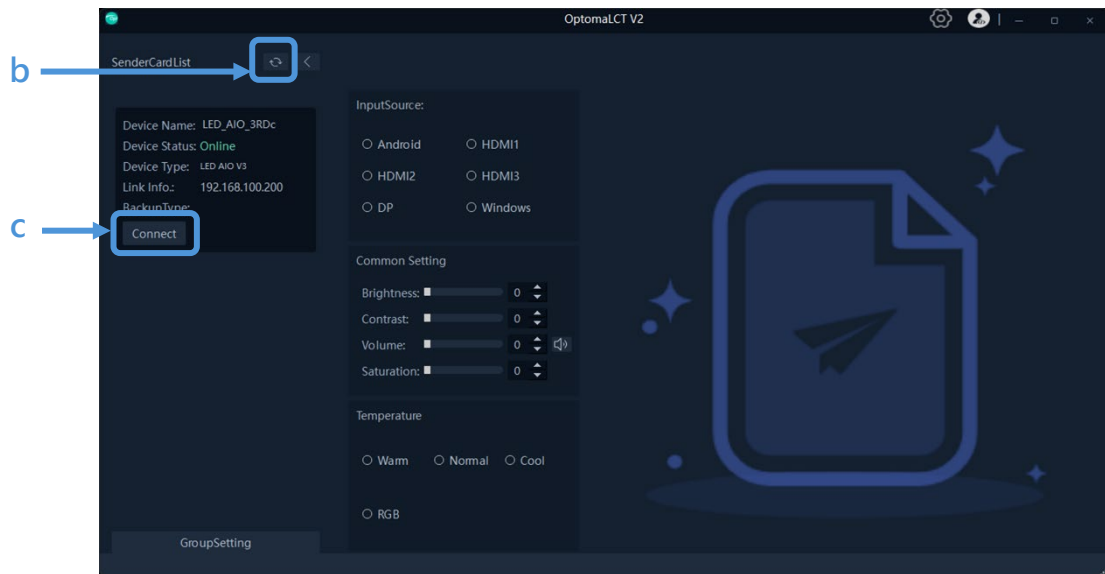 OptomaLCT V2
b
SenderCardList
Device Name: LED_AIO_3RDc
Device Status: Online
Device Type: LED AIO V3
Link Info.: 192.168.100.200
BackupType:
c
Connect
InputSource:
Android HDMI1
HDMI2 HDMI3
DP Windows
Common Setting
Brightness: 0
Contrast: 0
Volume: 0
Saturation: 0
Temperature
Warm Normal Cool
RGB
GroupSetting